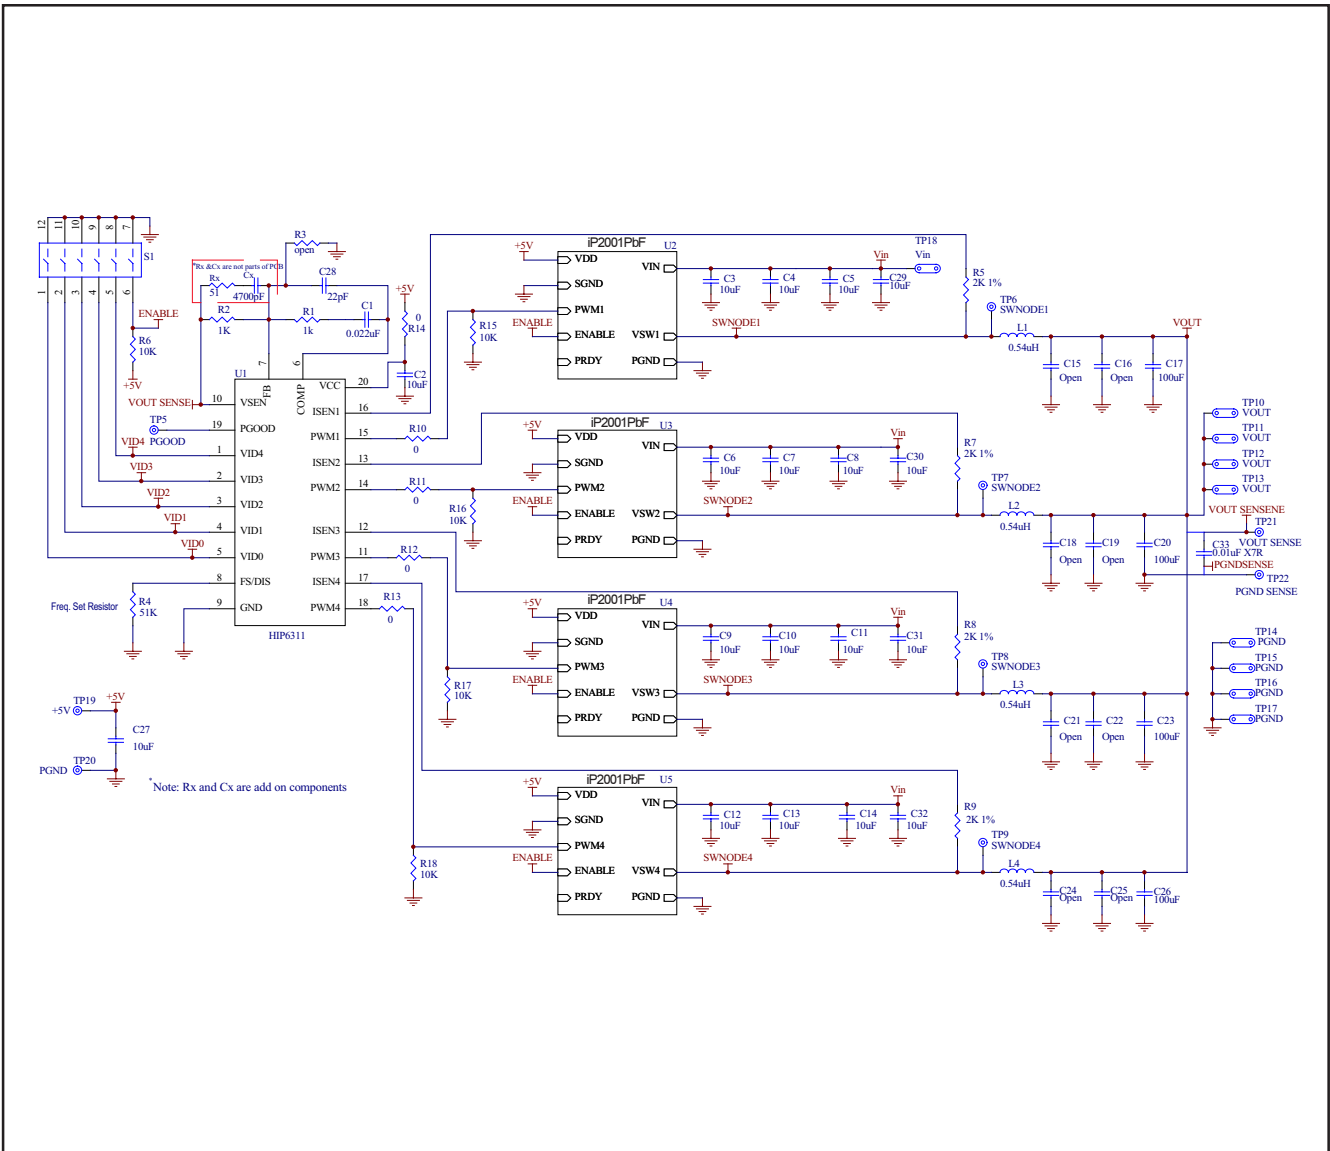 12
11
10
9
8
7
S1
1
2
3
4
5
6
ENABLE
R6
10K
+5V
*Rx &Cx are not parts of PCB
Rx
51
Cx
4700pF
R3
open
C28
22pF
R2
1K
R1
1k
C1
0.022uF
+5V
0
R14
C2
10uF
7
6
U1
FB
COMP
VCC
20
VOUT SENSE
10
VSEN
ISEN1
16
TP5
PGOOD
19
PGOOD
PWM1
15
R10
0
VID4
1
VID4
ISEN2
13
VID3
2
VID3
PWM2
14
R11
0
VID2
3
VID2
ISEN3
12
VID1
4
VID1
PWM3
11
R12
0
VID0
5
VID0
ISEN4
17
8
FS/DIS
PWM4
18
R13
0
9
GND
HIP6311
Freq. Set Resistor
R4
51K
TP19
+5V
+5V
C27
10uF
TP20
PGND
*Note: Rx and Cx are add on components
R15
10K
R16
10K
R17
10K
R18
10K
iP2001PbF
U2
+5V
VDD
SGND
PWM1
ENABLE
ENABLE
PRDY
VIN
VSW1
PGND
C3
10uF
C4
10uF
C5
10uF
C29
10uF
Vin
TP18
Vin
SWNODE1
R5
2K 1%
TP6
SWNODE1
L1
0.54uH
VOUT
C15
Open
C16
Open
C17
100uF
iP2001PbF
U3
+5V
VDD
SGND
PWM2
ENABLE
ENABLE
PRDY
VIN
VSW2
PGND
C6
10uF
C7
10uF
C8
10uF
C30
10uF
Vin
SWNODE2
R7
2K 1%
TP7
SWNODE2
L2
0.54uH
C18
Open
C19
Open
C20
100uF
TP10
VOUT
TP11
VOUT
TP12
VOUT
TP13
VOUT
VOUT SENSENE
TP21
VOUT SENSE
C33
0.01uF X7R
PGNDSENSE
TP22
PGND SENSE
iP2001PbF
U4
+5V
VDD
SGND
PWM3
ENABLE
ENABLE
PRDY
VIN
VSW3
PGND
C9
10uF
C10
10uF
C11
10uF
C31
10uF
Vin
SWNODE3
R8
2K 1%
TP8
SWNODE3
L3
0.54uH
C21
Open
C22
Open
C23
100uF
TP14
PGND
TP15
PGND
TP16
PGND
TP17
PGND
iP2001PbF
U5
+5V
VDD
SGND
PWM4
ENABLE
ENABLE
PRDY
VIN
VSW4
PGND
C12
10uF
C13
10uF
C14
10uF
C32
10uF
Vin
SWNODE4
R9
2K 1%
TP9
SWNODE4
L4
0.54uH
C24
Open
C25
Open
C26
100uF